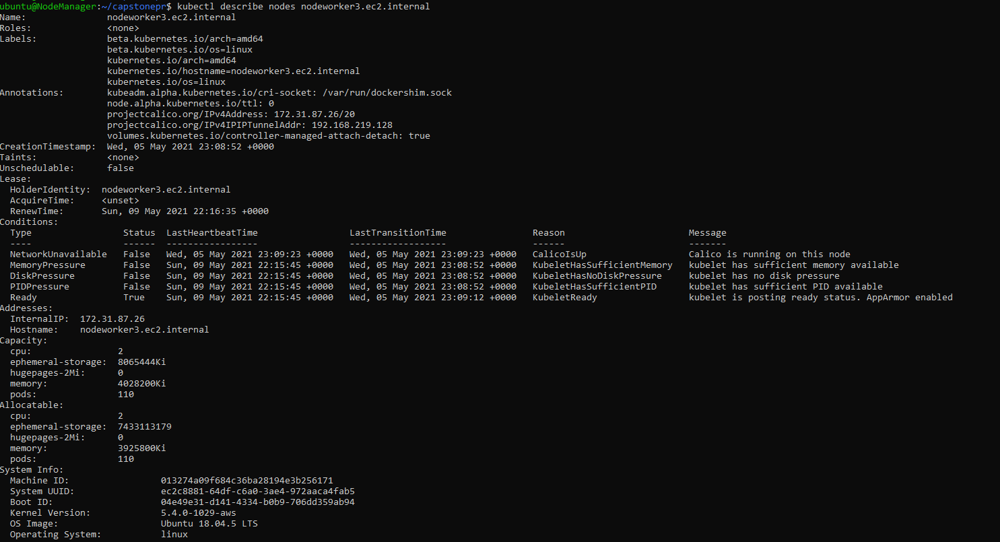 ubuntu@NodeManager:~/capstonepr$ kubectl describe nodes nodeworker3.ec2.internal
Name:               nodeworker3.ec2.internal
Roles:              <none>
Labels:             beta.kubernetes.io/arch=amd64
                    beta.kubernetes.io/os=linux
                    kubernetes.io/arch=amd64
                    kubernetes.io/hostname=nodeworker3.ec2.internal
                    kubernetes.io/os=linux
Annotations:        kubeadm.alpha.kubernetes.io/cri-socket: /var/run/dockershim.sock
                    node.alpha.kubernetes.io/ttl: 0
                    projectcalico.org/IPv4Address: 172.31.87.26/20
                    projectcalico.org/IPv4IPIPTunnelAddr: 192.168.219.128
                    volumes.kubernetes.io/controller-managed-attach-detach: true
CreationTimestamp:  Wed, 05 May 2021 23:08:52 +0000
Taints:             <none>
Unschedulable:      false
Lease:
  HolderIdentity:  nodeworker3.ec2.internal
  AcquireTime:     <unset>
  RenewTime:       Sun, 09 May 2021 22:16:35 +0000
Conditions:
  Type                 Status  LastHeartbeatTime                 LastTransitionTime                Reason                       Message
  ----                 ------  -----------------                 ------------------                ------                       -------
  NetworkUnavailable   False   Wed, 05 May 2021 23:09:23 +0000   Wed, 05 May 2021 23:09:23 +0000   CalicoIsUp                   Calico is running on this node
  MemoryPressure       False   Sun, 09 May 2021 22:15:45 +0000   Wed, 05 May 2021 23:08:52 +0000   KubeletHasSufficientMemory   kubelet has sufficient memory available
  DiskPressure         False   Sun, 09 May 2021 22:15:45 +0000   Wed, 05 May 2021 23:08:52 +0000   KubeletHasNoDiskPressure     kubelet has no disk pressure
  PIDPressure          False   Sun, 09 May 2021 22:15:45 +0000   Wed, 05 May 2021 23:08:52 +0000   KubeletHasSufficientPID      kubelet has sufficient PID available
  Ready                True    Sun, 09 May 2021 22:15:45 +0000   Wed, 05 May 2021 23:09:12 +0000   KubeletReady                 kubelet is posting ready status. AppArmor enabled
Addresses:
  InternalIP:  172.31.87.26
  Hostname:    nodeworker3.ec2.internal
Capacity:
  cpu:                2
  ephemeral-storage:  8065444Ki
  hugepages-2Mi:      0
  memory:             4028200Ki
  pods:               110
Allocatable:
  cpu:                2
  ephemeral-storage:  7433113179
  hugepages-2Mi:      0
  memory:             3925800Ki
  pods:               110
System Info:
  Machine ID:                 013274a09f684c36ba28194e3b256171
  System UUID:                ec2c8881-64df-c6a0-3ae4-972aaca4fab5
  Boot ID:                    04e49e31-d141-4334-b0b9-706dd359ab94
  Kernel Version:             5.4.0-1029-aws
  OS Image:                   Ubuntu 18.04.5 LTS
  Operating System:           linux